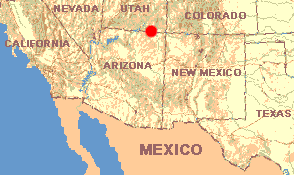 NEVADA UTAH COLORADO
CALIFORNIA
ARIZONA
NEW MEXICO
TEXAS
MEXICO